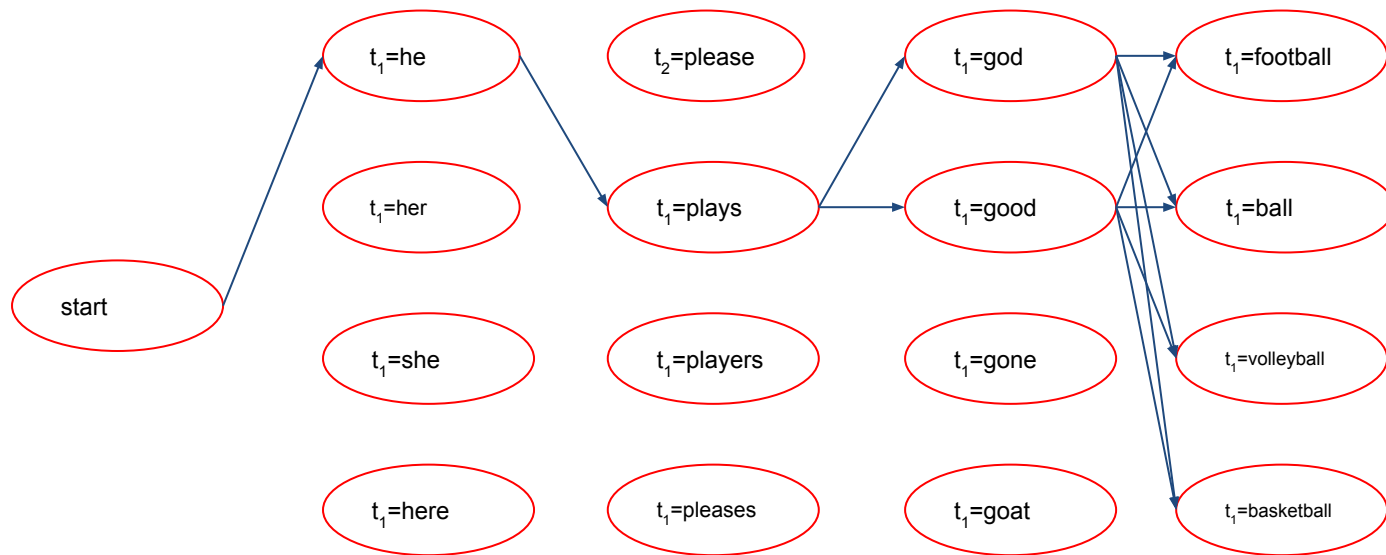 t₁=he
t₂=please
t₁=god
t₁=football
t₁=her
t₁=plays
t₁=good
t₁=ball
start
t₁=she
t₁=players
t₁=gone
t₁=volleyball
t₁=here
t₁=pleases
t₁=goat
t₁=basketball